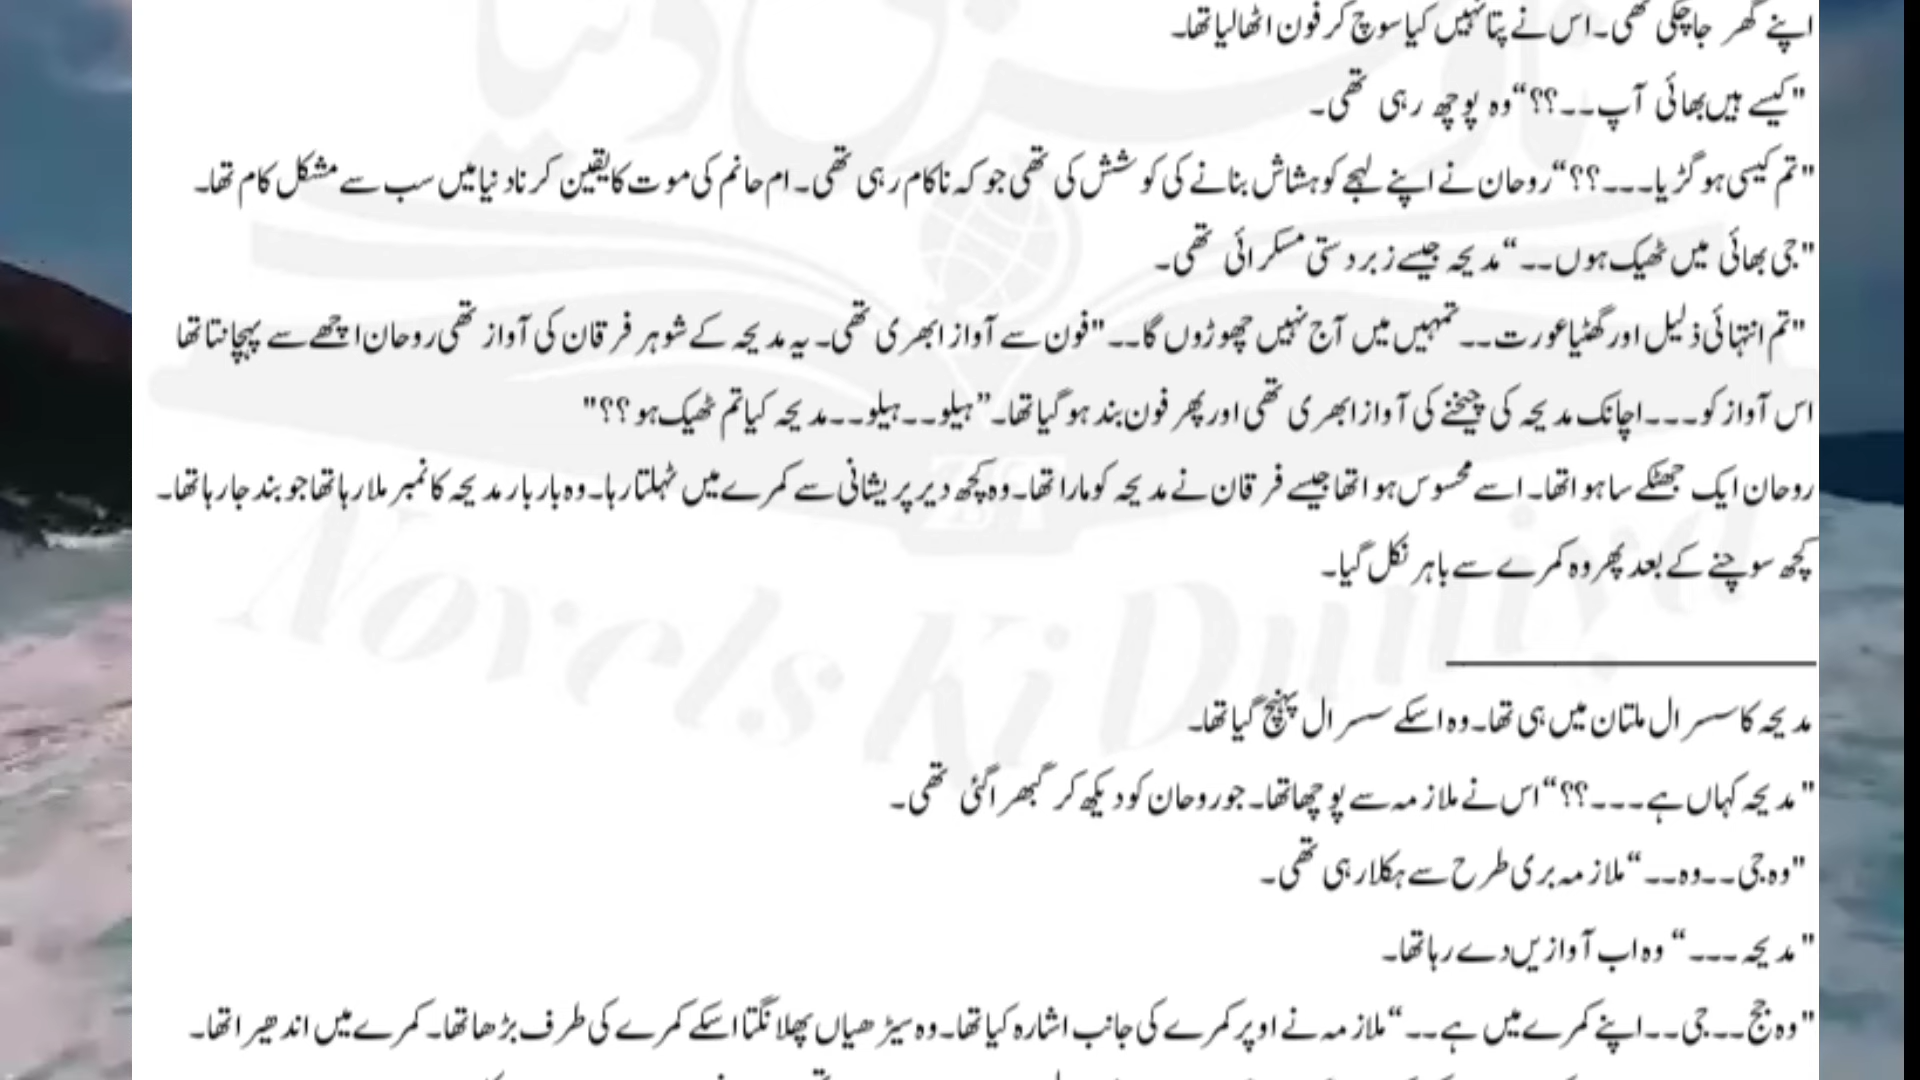 اپنے گھر جاچکی تھی۔اس نے پتا نہیں کیا سوچ کر فون اٹھا لیا تھا۔
"کیسے ہیں بھائی آپ۔۔؟؟“وہ پوچھ رہی تھی۔
"تم کیسی ہو گڑیا۔۔۔؟؟“روحان نے اپنے لہجے کو ہشاش بنانے کی کوشش کی تھی جو کہ ناکام رہی تھی۔ام حانم کی موت کا یقین کرنا دنیا میں سب سے مشکل کام تھا۔
"جی بھائی میں ٹھیک ہوں۔۔“مدیحہ جیسے زبردستی مسکرائی تھی۔
"تم انتہائی ذلیل اور گھٹیا عورت۔۔تمہیں میں آج نہیں چھوڑوں گا۔۔"فون سے آواز ابھری تھی۔یہ مدیحہ کے شوہر فرقان کی آواز تھی روحان اچھے سے پہچانتا تھا
اس آواز کو۔۔۔اچانک مدیحہ کی چیخنے کی آواز ابھری تھی اور پھر فون بند ہو گیا تھا۔”ہیلو۔۔ہیلو۔۔مدیحہ کیا تم ٹھیک ہو؟؟"
روحان ایک جھٹکے سا ہوا تھا۔اسے محسوس ہوا تھا جیسے فرقان نے مدیحہ کو مارا تھا۔وہ کچھ دیر پریشانی سے کمرے میں ٹہلتا رہا۔وہ بار بار مدیحہ کا نمبر ملا رہا تھا جو بند جا رہا تھا۔
کچھ سوچنے کے بعد پھر وہ کمرے سے باہر نکل گیا۔
مدیحہ کا سسرال ملتان میں ہی تھا۔وہ اسکے سسرال پہنچ گیا تھا۔
"مدیحہ کہاں ہے۔۔۔؟؟“اس نے ملازمہ سے پوچھا تھا۔جو روحان کو دیکھ کر گبھرا گئی تھی۔
"وہ جی۔۔وہ۔۔“ملازمہ بری طرح سے ہکلا رہی تھی۔
"مدیحہ۔۔۔“ وہ اب آوازیں دے رہا تھا۔
"وہ جج۔۔جی۔۔اپنے کمرے میں ہے۔۔“ملازمہ نے اوپر کمرے کی جانب اشارہ کیا تھا۔وہ سیڑھیاں پھلانگتا اسکے کمرے کی طرف بڑھا تھا۔کمرے میں اندھیرا تھا۔
Novels Ki Duniya